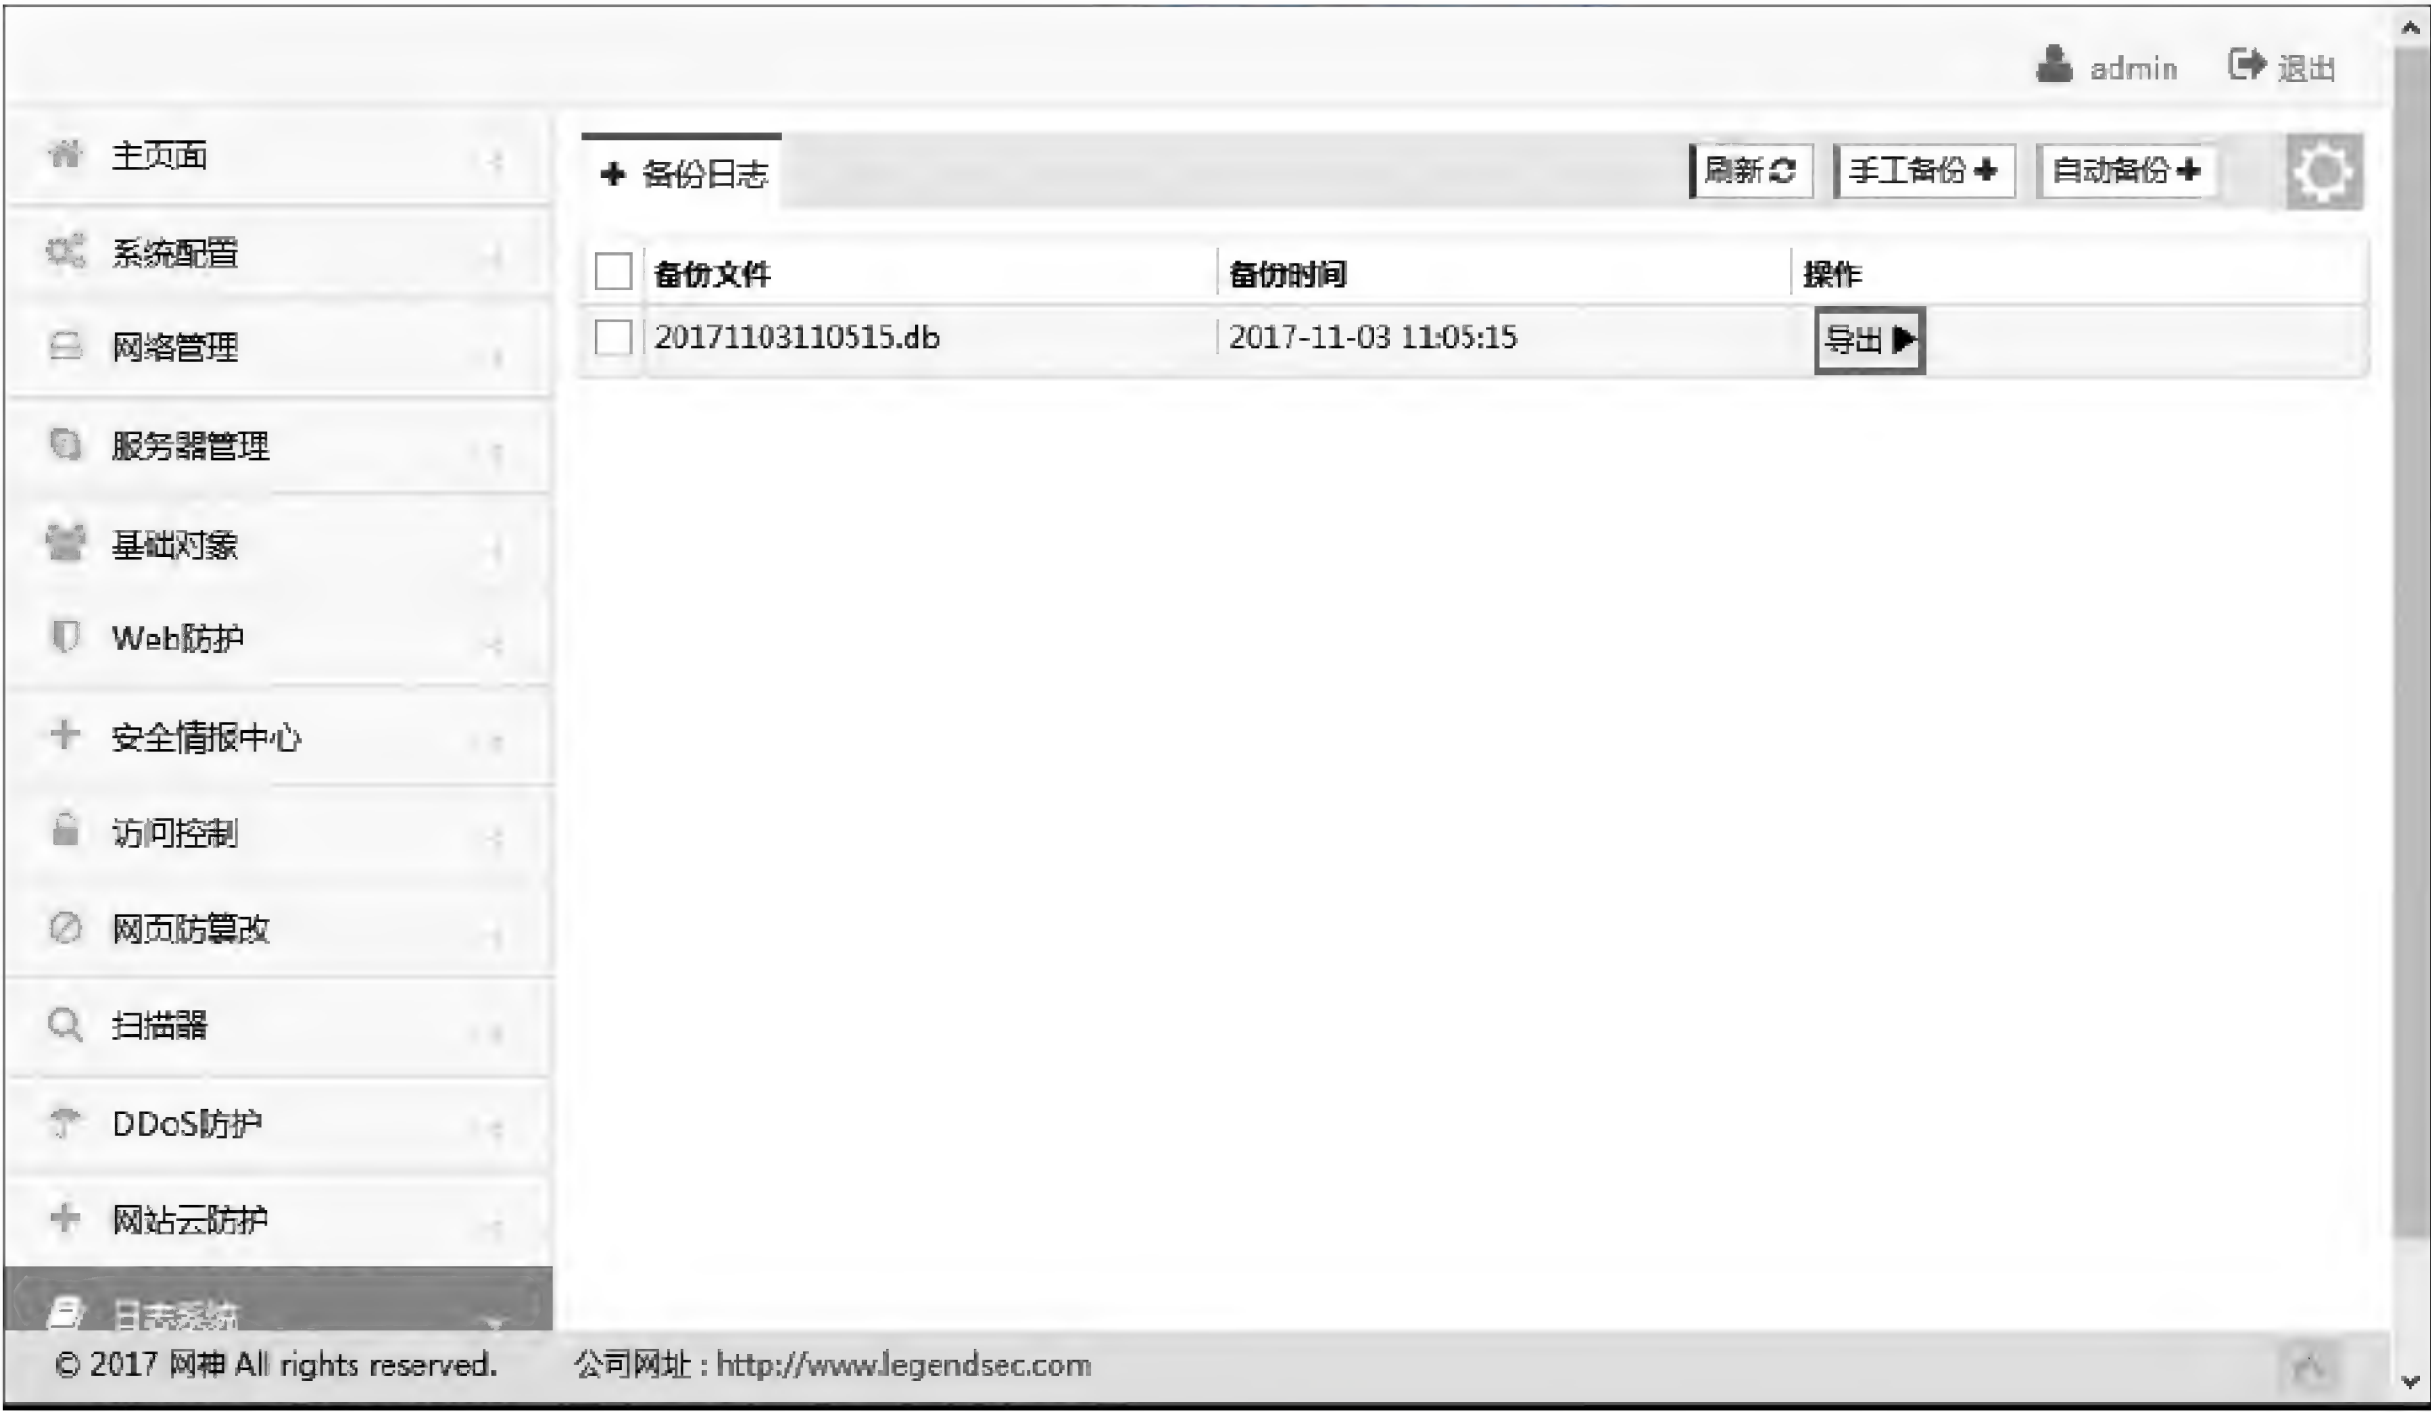 admin 退出
主页面
系统配置
网络管理
服务器管理
基础对象
Web防护
安全情报中心
访问控制
网页防篡改
扫描器
DDoS防护
网站云防护
日志系统
备份日志
刷新 手工备份 自动备份
备份文件 备份时间 操作
20171103110515.db 2017-11-03 11:05:15 导出
© 2017 网神 All rights reserved. 公司网址 : http://www.legendsec.com